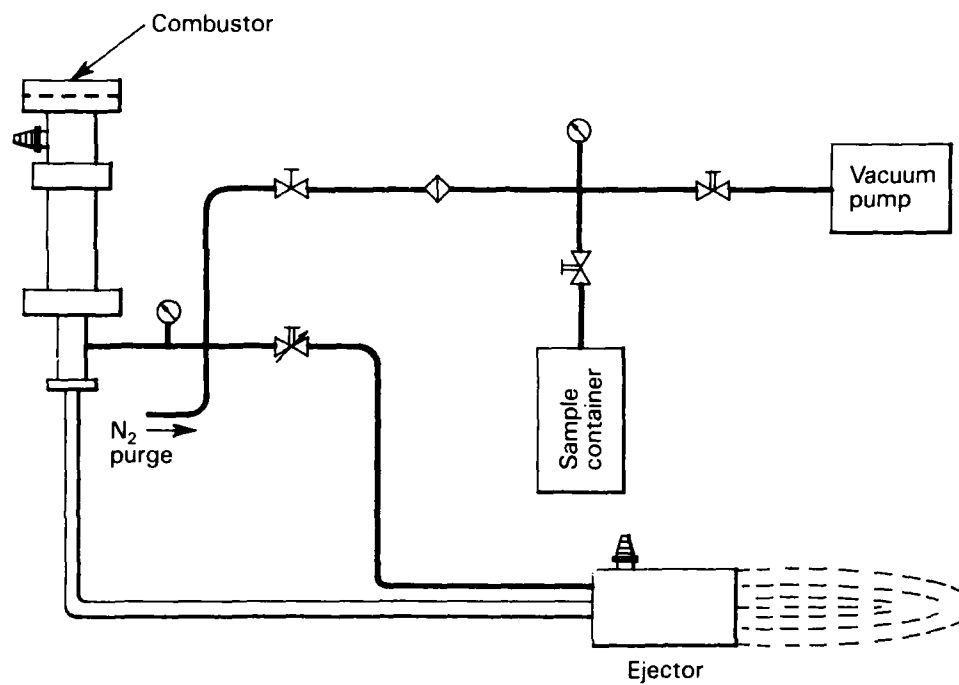 Combustor
Vacuum
pump
N₂
purge
Sample
container
Ejector